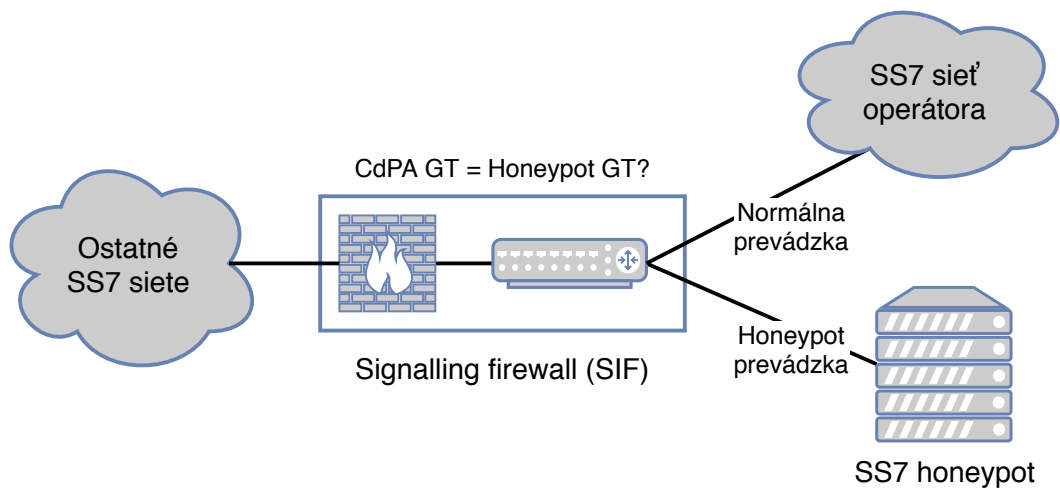 SS7 sieť
operátora
CdPA GT = Honeypot GT?
Ostatné
SS7 siete
Normálna
prevádzka
Honeypot
prevádzka
Signalling firewall (SIF)
SS7 honeypot